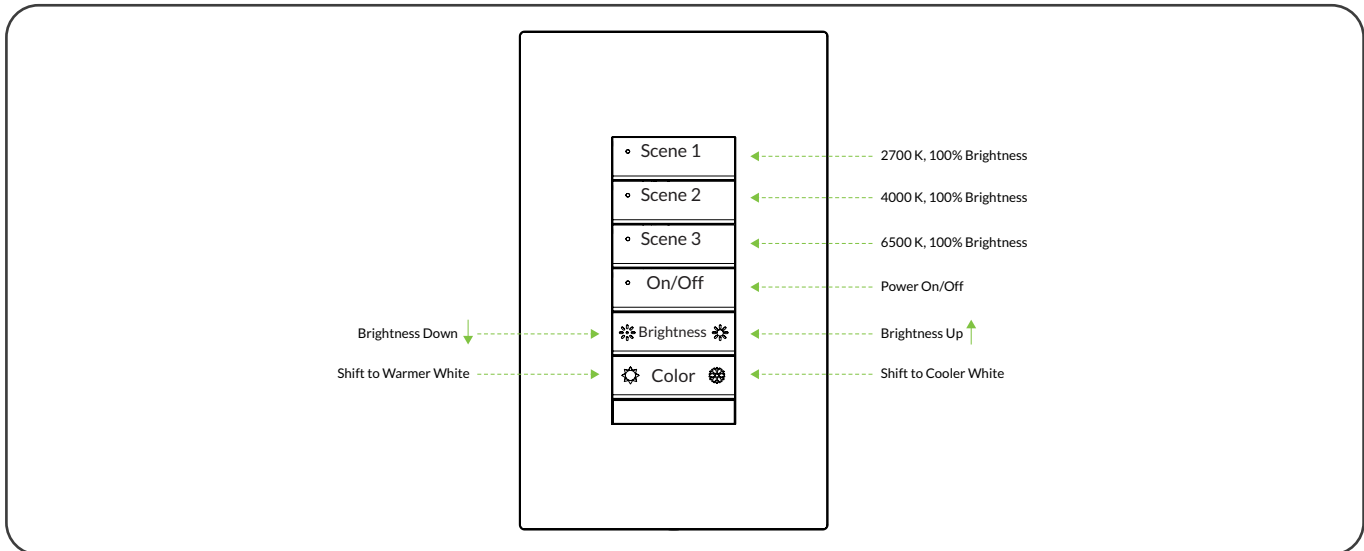 Scene 1
2700 K, 100% Brightness
Scene 2
4000 K, 100% Brightness
Scene 3
6500 K, 100% Brightness
On/Off
Power On/Off
Brightness Down
Brightness
Brightness Up
Shift to Warmer White
Color
Shift to Cooler White